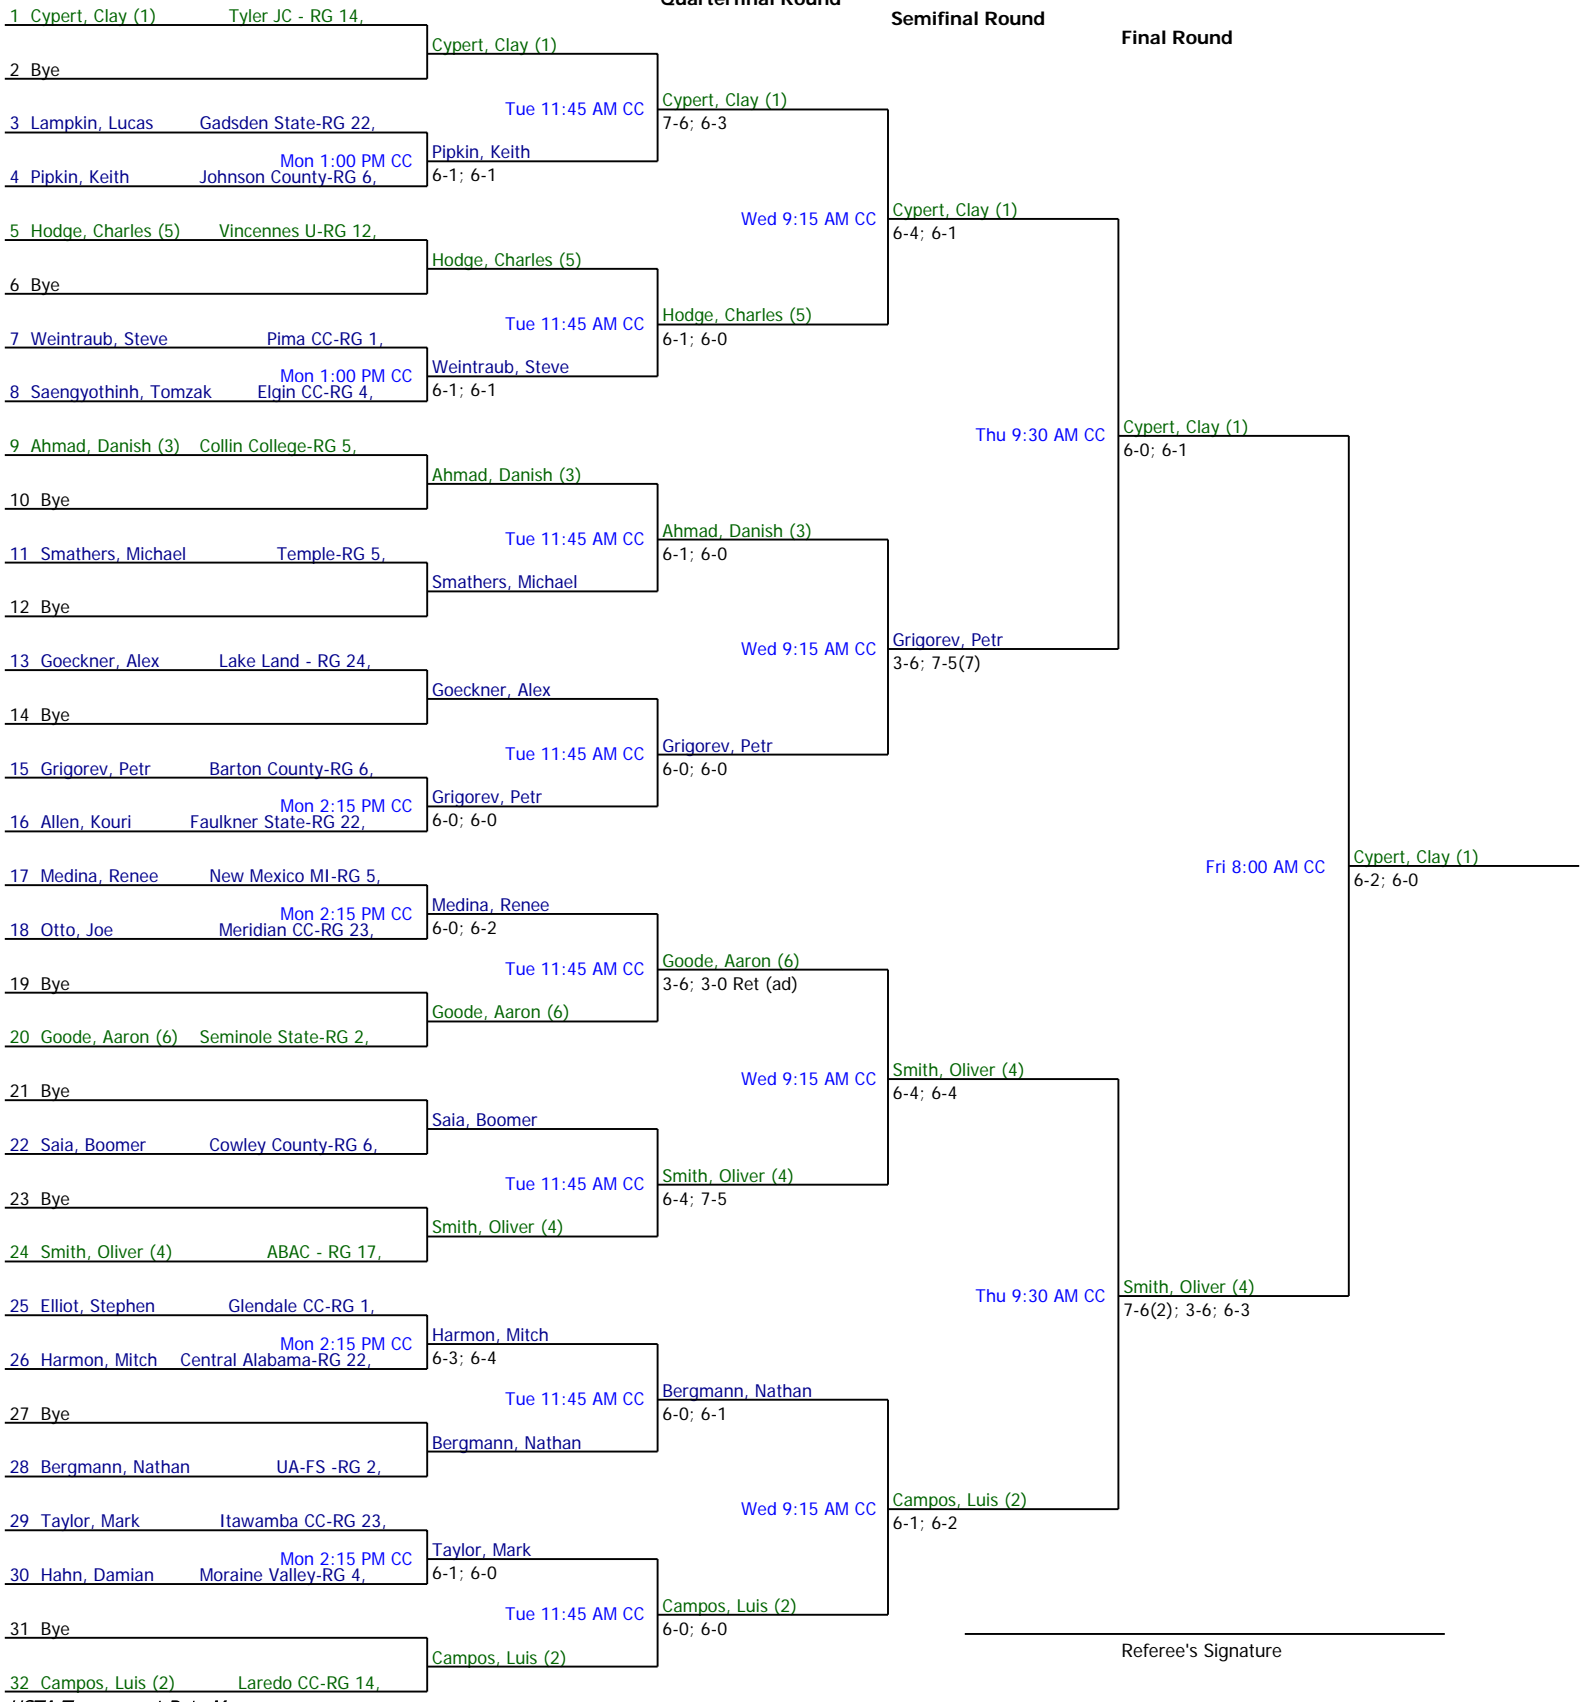 Quarterfinal Round
Semifinal Round
Final Round
1 Cypert, Clay (1) Tyler JC - RG 14,
Cypert, Clay (1)
2 Bye
Tue 11:45 AM CC
Cypert, Clay (1)
7-6; 6-3
3 Lampkin, Lucas Gadsden State-RG 22,
Mon 1:00 PM CC
Pipkin, Keith
6-1; 6-1
4 Pipkin, Keith Johnson County-RG 6,
Wed 9:15 AM CC
Cypert, Clay (1)
6-4; 6-1
5 Hodge, Charles (5) Vincennes U-RG 12,
Hodge, Charles (5)
6 Bye
Tue 11:45 AM CC
Hodge, Charles (5)
6-1; 6-0
7 Weintraub, Steve Pima CC-RG 1,
Mon 1:00 PM CC
Weintraub, Steve
6-1; 6-1
8 Saengyothinh, Tomzak Elgin CC-RG 4,
Thu 9:30 AM CC
Cypert, Clay (1)
6-0; 6-1
9 Ahmad, Danish (3) Collin College-RG 5,
Ahmad, Danish (3)
10 Bye
Tue 11:45 AM CC
Ahmad, Danish (3)
6-1; 6-0
11 Smathers, Michael Temple-RG 5,
Smathers, Michael
12 Bye
Wed 9:15 AM CC
Grigorev, Petr
3-6; 7-5(7)
13 Goeckner, Alex Lake Land - RG 24,
Goeckner, Alex
14 Bye
Tue 11:45 AM CC
Grigorev, Petr
6-0; 6-0
15 Grigorev, Petr Barton County-RG 6,
Mon 2:15 PM CC
Grigorev, Petr
6-0; 6-0
16 Allen, Kouri Faulkner State-RG 22,
Fri 8:00 AM CC
Cypert, Clay (1)
6-2; 6-0
17 Medina, Renee New Mexico MI-RG 5,
Mon 2:15 PM CC
Medina, Renee
6-0; 6-2
18 Otto, Joe Meridian CC-RG 23,
Tue 11:45 AM CC
Goode, Aaron (6)
3-6; 3-0 Ret (ad)
19 Bye
Goode, Aaron (6)
20 Goode, Aaron (6) Seminole State-RG 2,
Wed 9:15 AM CC
Smith, Oliver (4)
6-4; 6-4
21 Bye
Saia, Boomer
22 Saia, Boomer Cowley County-RG 6,
Tue 11:45 AM CC
Smith, Oliver (4)
6-4; 7-5
23 Bye
Smith, Oliver (4)
24 Smith, Oliver (4) ABAC - RG 17,
Thu 9:30 AM CC
Smith, Oliver (4)
7-6(2); 3-6; 6-3
25 Elliot, Stephen Glendale CC-RG 1,
Mon 2:15 PM CC
Harmon, Mitch
6-3; 6-4
26 Harmon, Mitch Central Alabama-RG 22,
Tue 11:45 AM CC
Bergmann, Nathan
6-0; 6-1
27 Bye
Bergmann, Nathan
28 Bergmann, Nathan UA-FS -RG 2,
Wed 9:15 AM CC
Campos, Luis (2)
6-1; 6-2
29 Taylor, Mark Itawamba CC-RG 23,
Mon 2:15 PM CC
Taylor, Mark
6-1; 6-0
30 Hahn, Damian Moraine Valley-RG 4,
Tue 11:45 AM CC
Campos, Luis (2)
6-0; 6-0
31 Bye
Campos, Luis (2)
32 Campos, Luis (2) Laredo CC-RG 14,
Referee's Signature